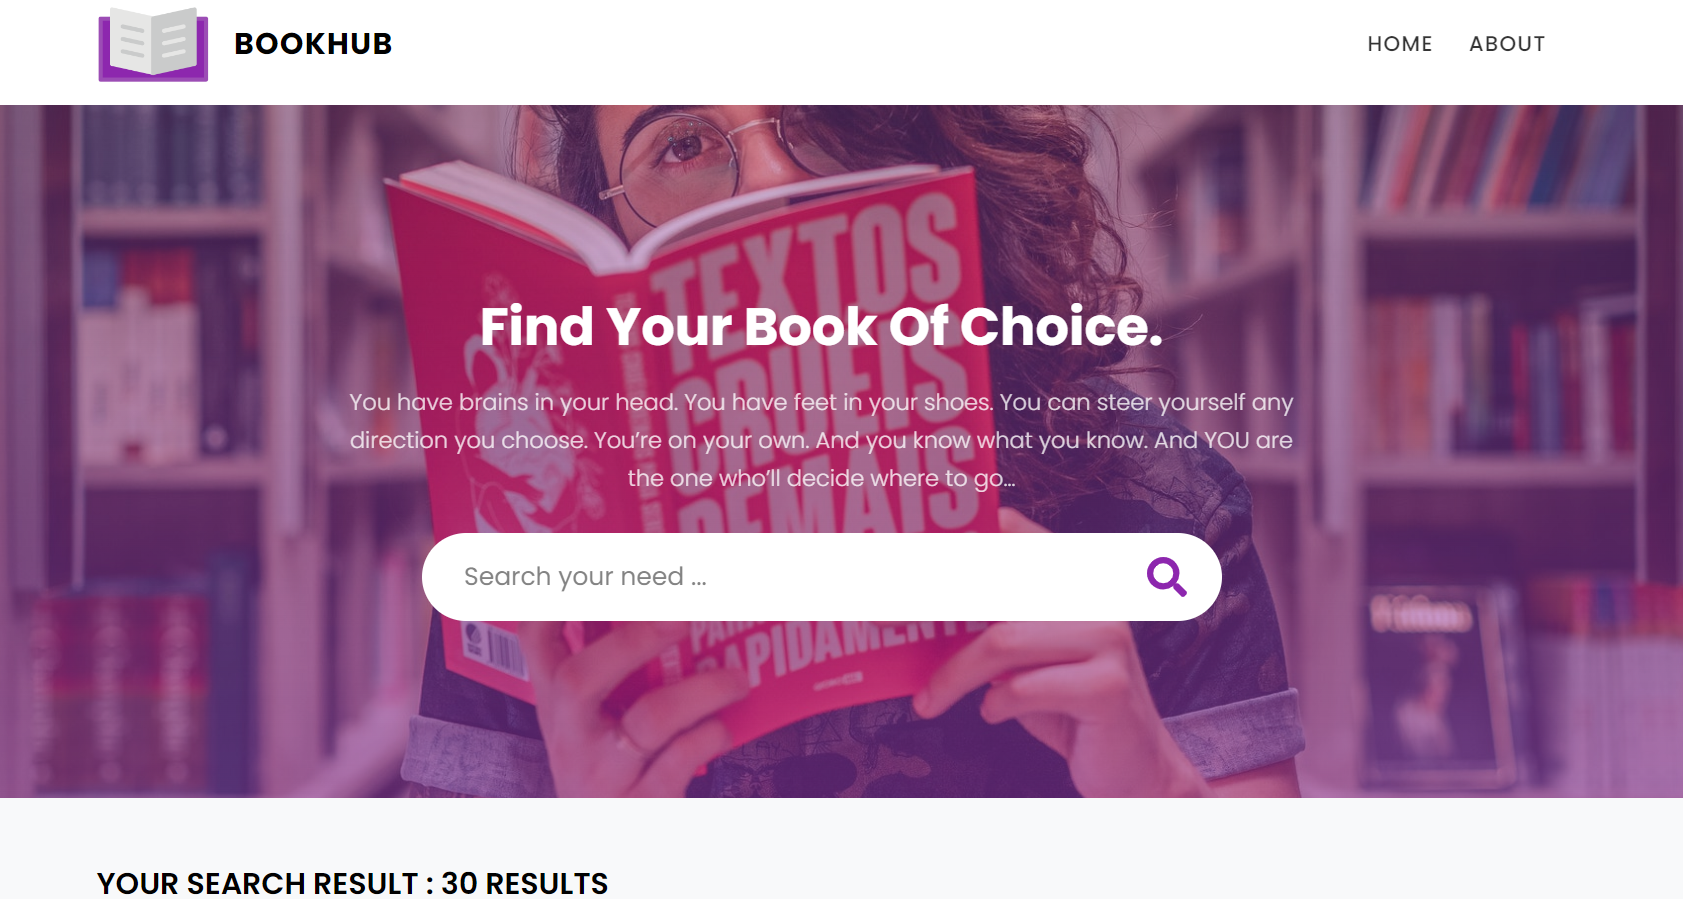 BOOKHUB
HOME ABOUT
TEXTOS
CRUEIS
DEMAIS
Find Your Book Of Choice.
You have brains in your head. You have feet in your shoes. You can steer yourself any
direction you choose. You’re on your own. And you know what you know. And YOU are
the one who’ll decide where to go...
Search your need ...
RAPIDAMENTE
YOUR SEARCH RESULT : 30 RESULTS